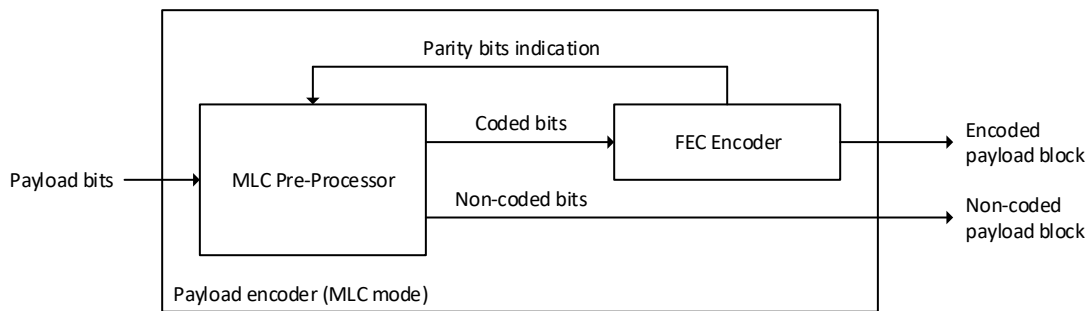 Parity bits indication
Coded bits
FEC Encoder
Encoded
payload block
Payload bits
MLC Pre-Processor
Non-coded bits
Non-coded
payload block
Payload encoder (MLC mode)